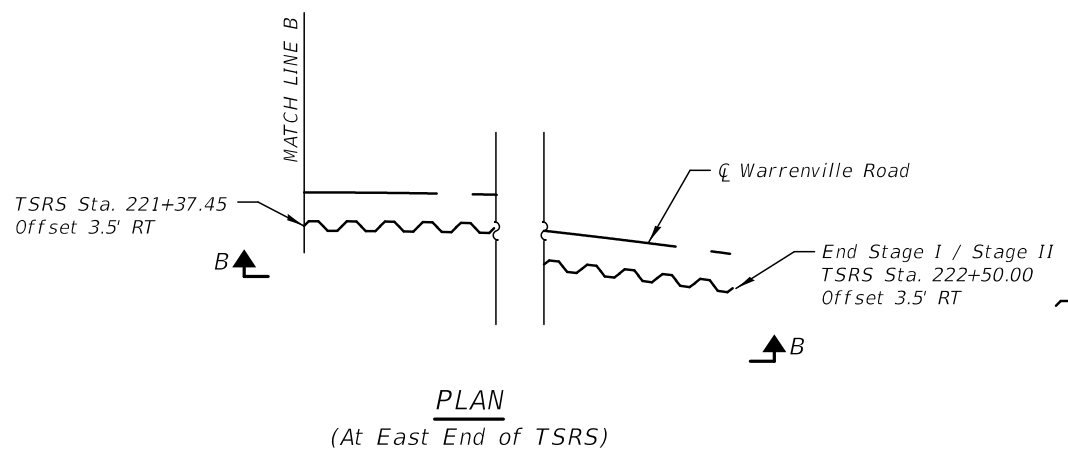 MATCH LINE B
℄ Warrenville Road
TSRS Sta. 221+37.45
Offset 3.5' RT
B
End Stage I / Stage II
TSRS Sta. 222+50.00
Offset 3.5' RT
B
PLAN
(At East End of TSRS)